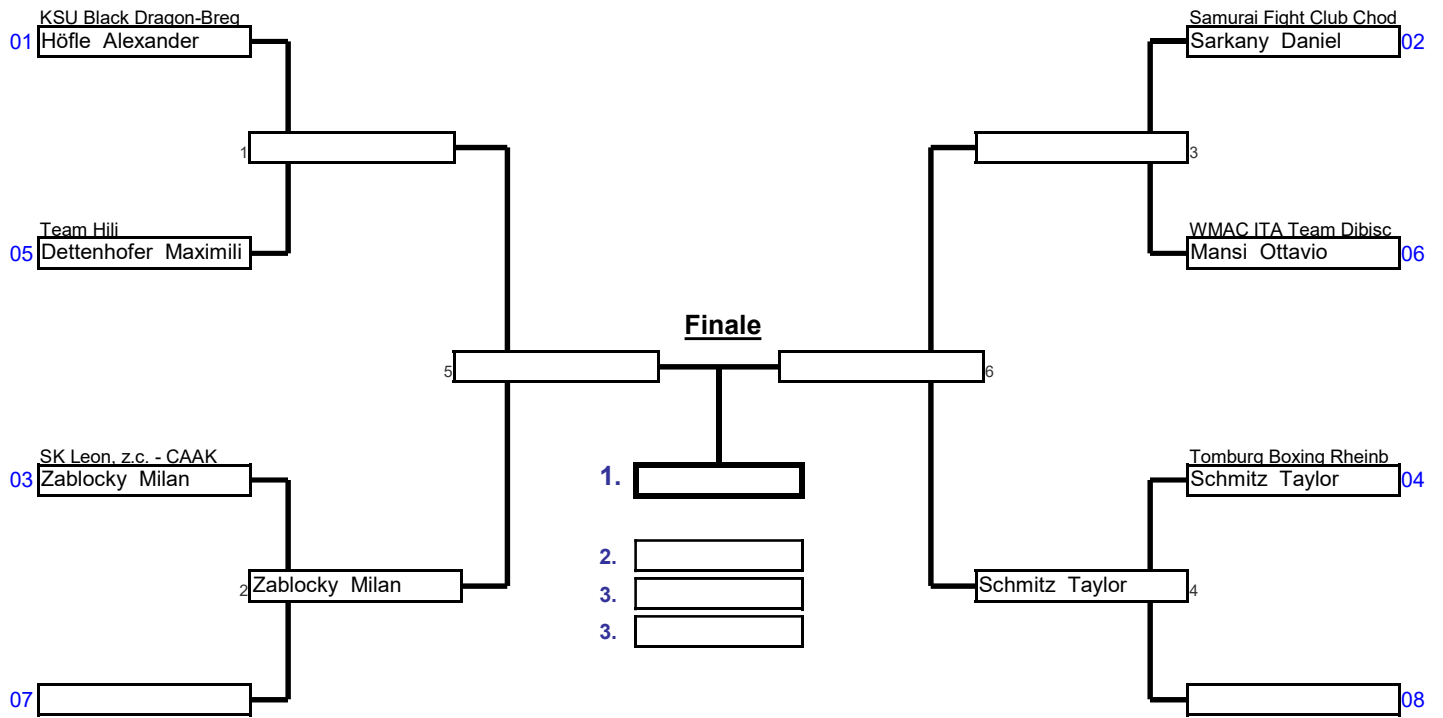 KSU Black Dragon-Breg
01 Höfle Alexander
Samurai Fight Club Chod
Sarkany Daniel 02
1
3
Team Hili
05 Dettenhofer Maximili
WMAC ITA Team Dibisc
Mansi Ottavio 06
Finale
5
6
SK Leon, z.c. - CAAK
03 Zablocky Milan
1.
Tomburg Boxing Rheinb
Schmitz Taylor 04
2.
2 Zablocky Milan
3.
Schmitz Taylor 4
3.
07
08